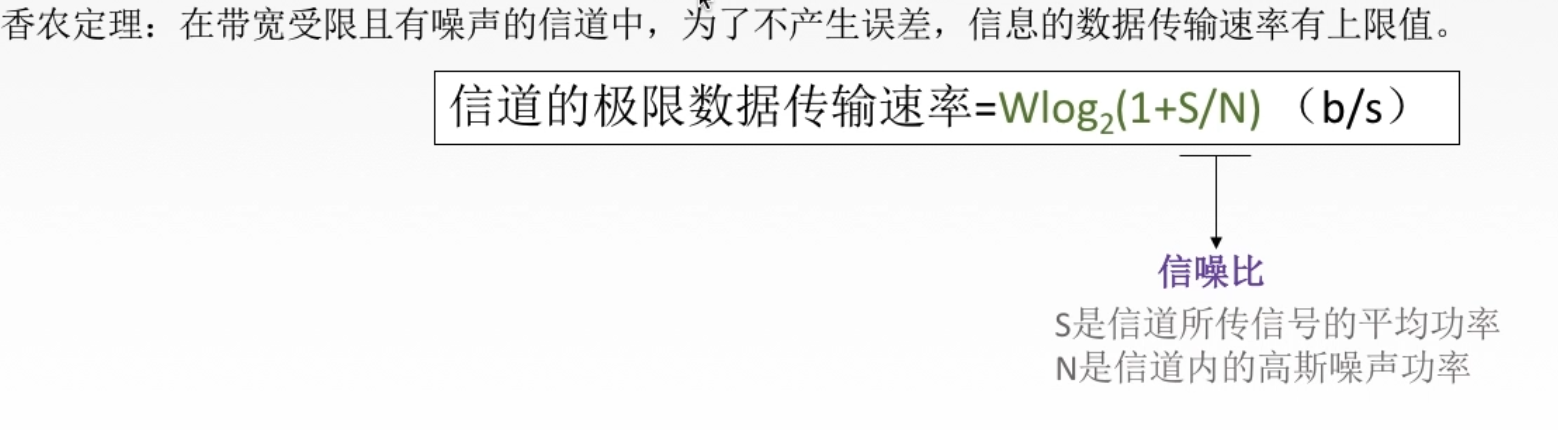 香农定理：在带宽受限且有噪声的信道中，为了不产生误差，信息的数据传输速率有上限值。
信道的极限数据传输速率=Wlog₂(1+S/N) （b/s）
信噪比
S是信道所传信号的平均功率
N是信道内的高斯噪声功率